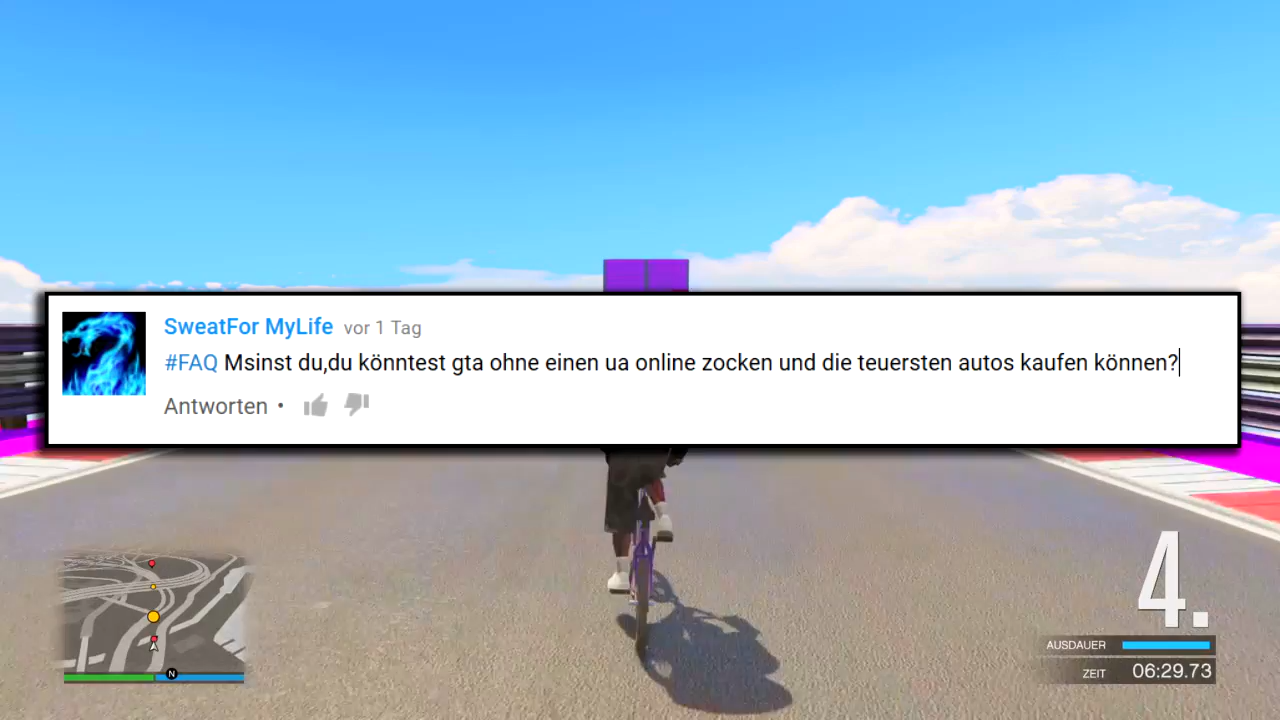 SweatFor MyLife vor 1 Tag
#FAQ Msinst du,du könntest gta ohne einen ua online zocken und die teuersten autos kaufen können?
Antworten •
N
4.
AUSDAUER
ZEIT 06:29.73